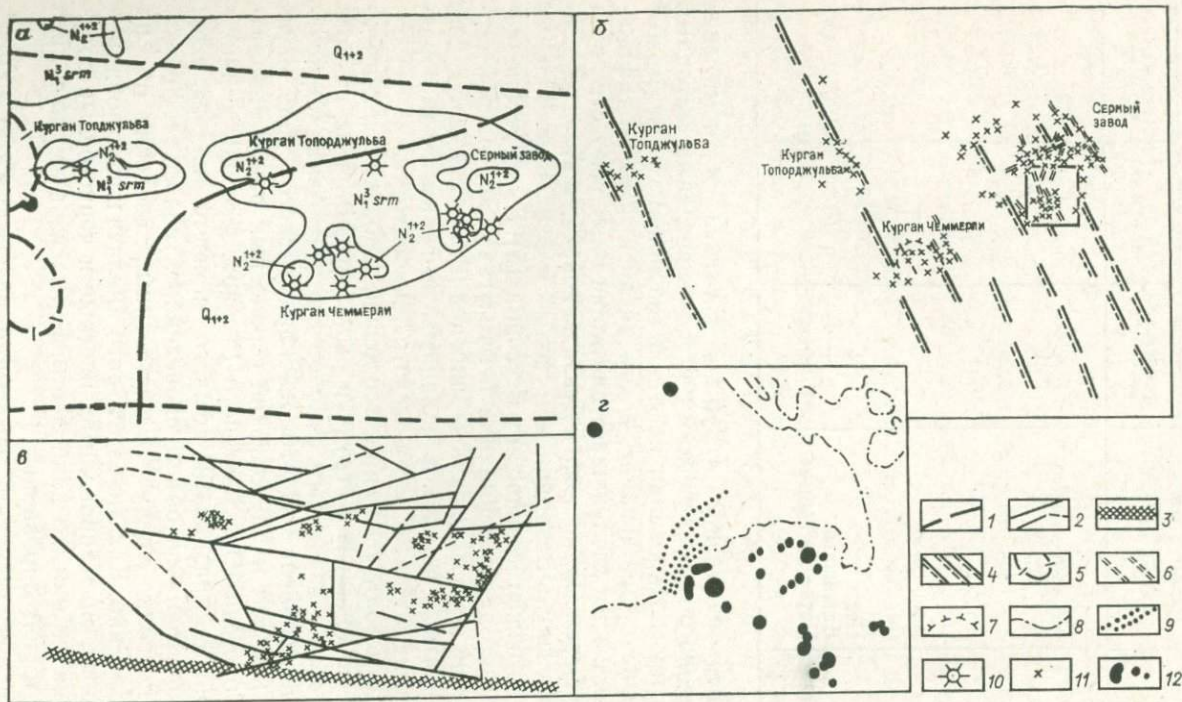 а
N₂¹⁺²
Q₁₊₂
N₁³ srm
Курган Топджульба
N₂¹⁺²
N₁³ srm
Курган Топорджульба
N₂¹⁺²
Серный завод
N₂¹⁺²
N₁³ srm
N₂¹⁺²
N₂¹⁺²
Курган Чеммерли
Q₁₊₂
б
Курган
Топджулова
Курган
Топорджульба
Серный
завод
Курган Чеммерли
в
г
1
2
3
4
5
6
7
8
9
10
11
12